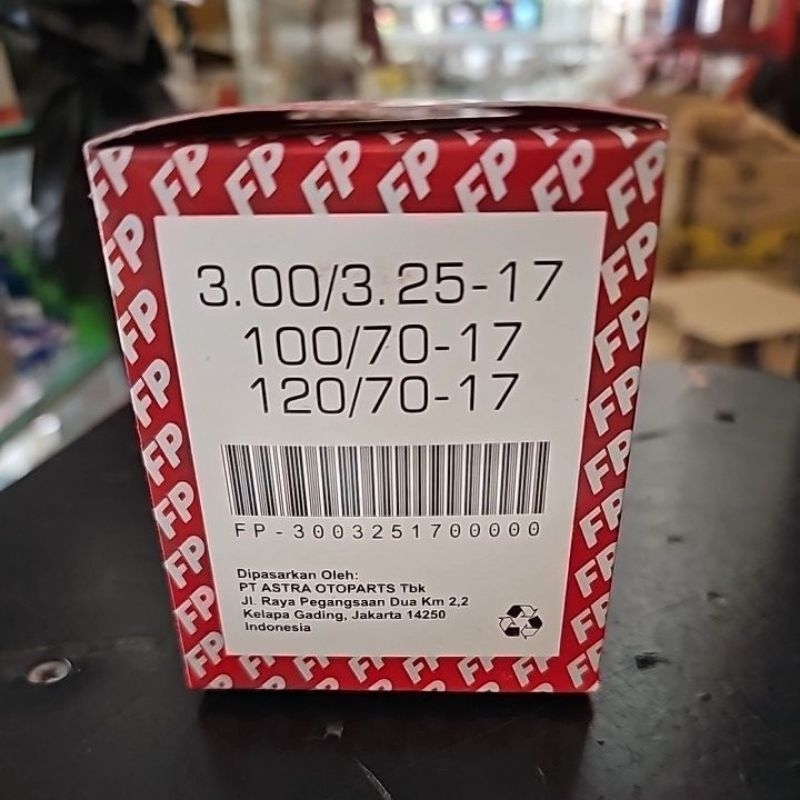 3.00/3.25-17
100/70-17
120/70-17
FP-3003251700000
Dipasarkan Oleh:
PT ASTRA OTOPARTS Tbk
Jl. Raya Pegangsaan Dua Km 2,2
Kelapa Gading, Jakarta 14250
Indonesia
FP